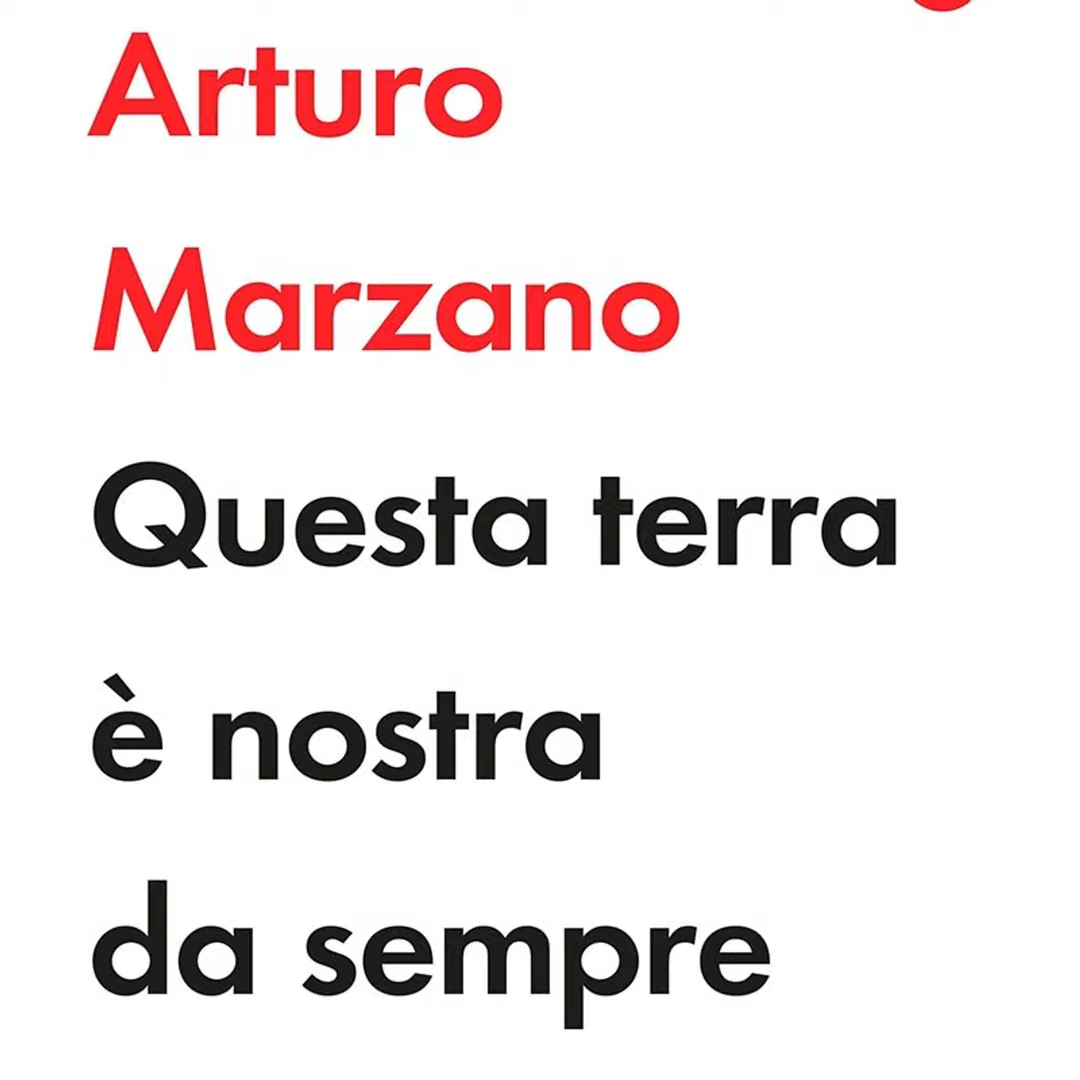 Arturo
Marzano
Questa terra
è nostra
da sempre